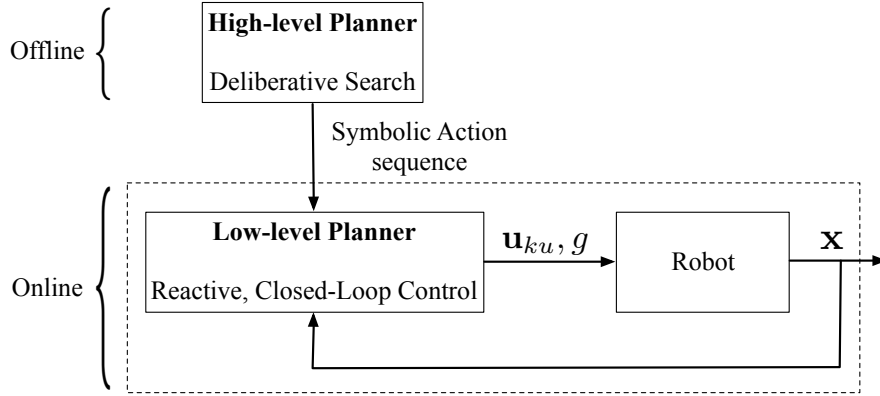 High-level Planner
Offline
Deliberative Search
Symbolic Action
sequence
Low-level Planner
u_{ku}, g
x
Robot
Online
Reactive, Closed-Loop Control